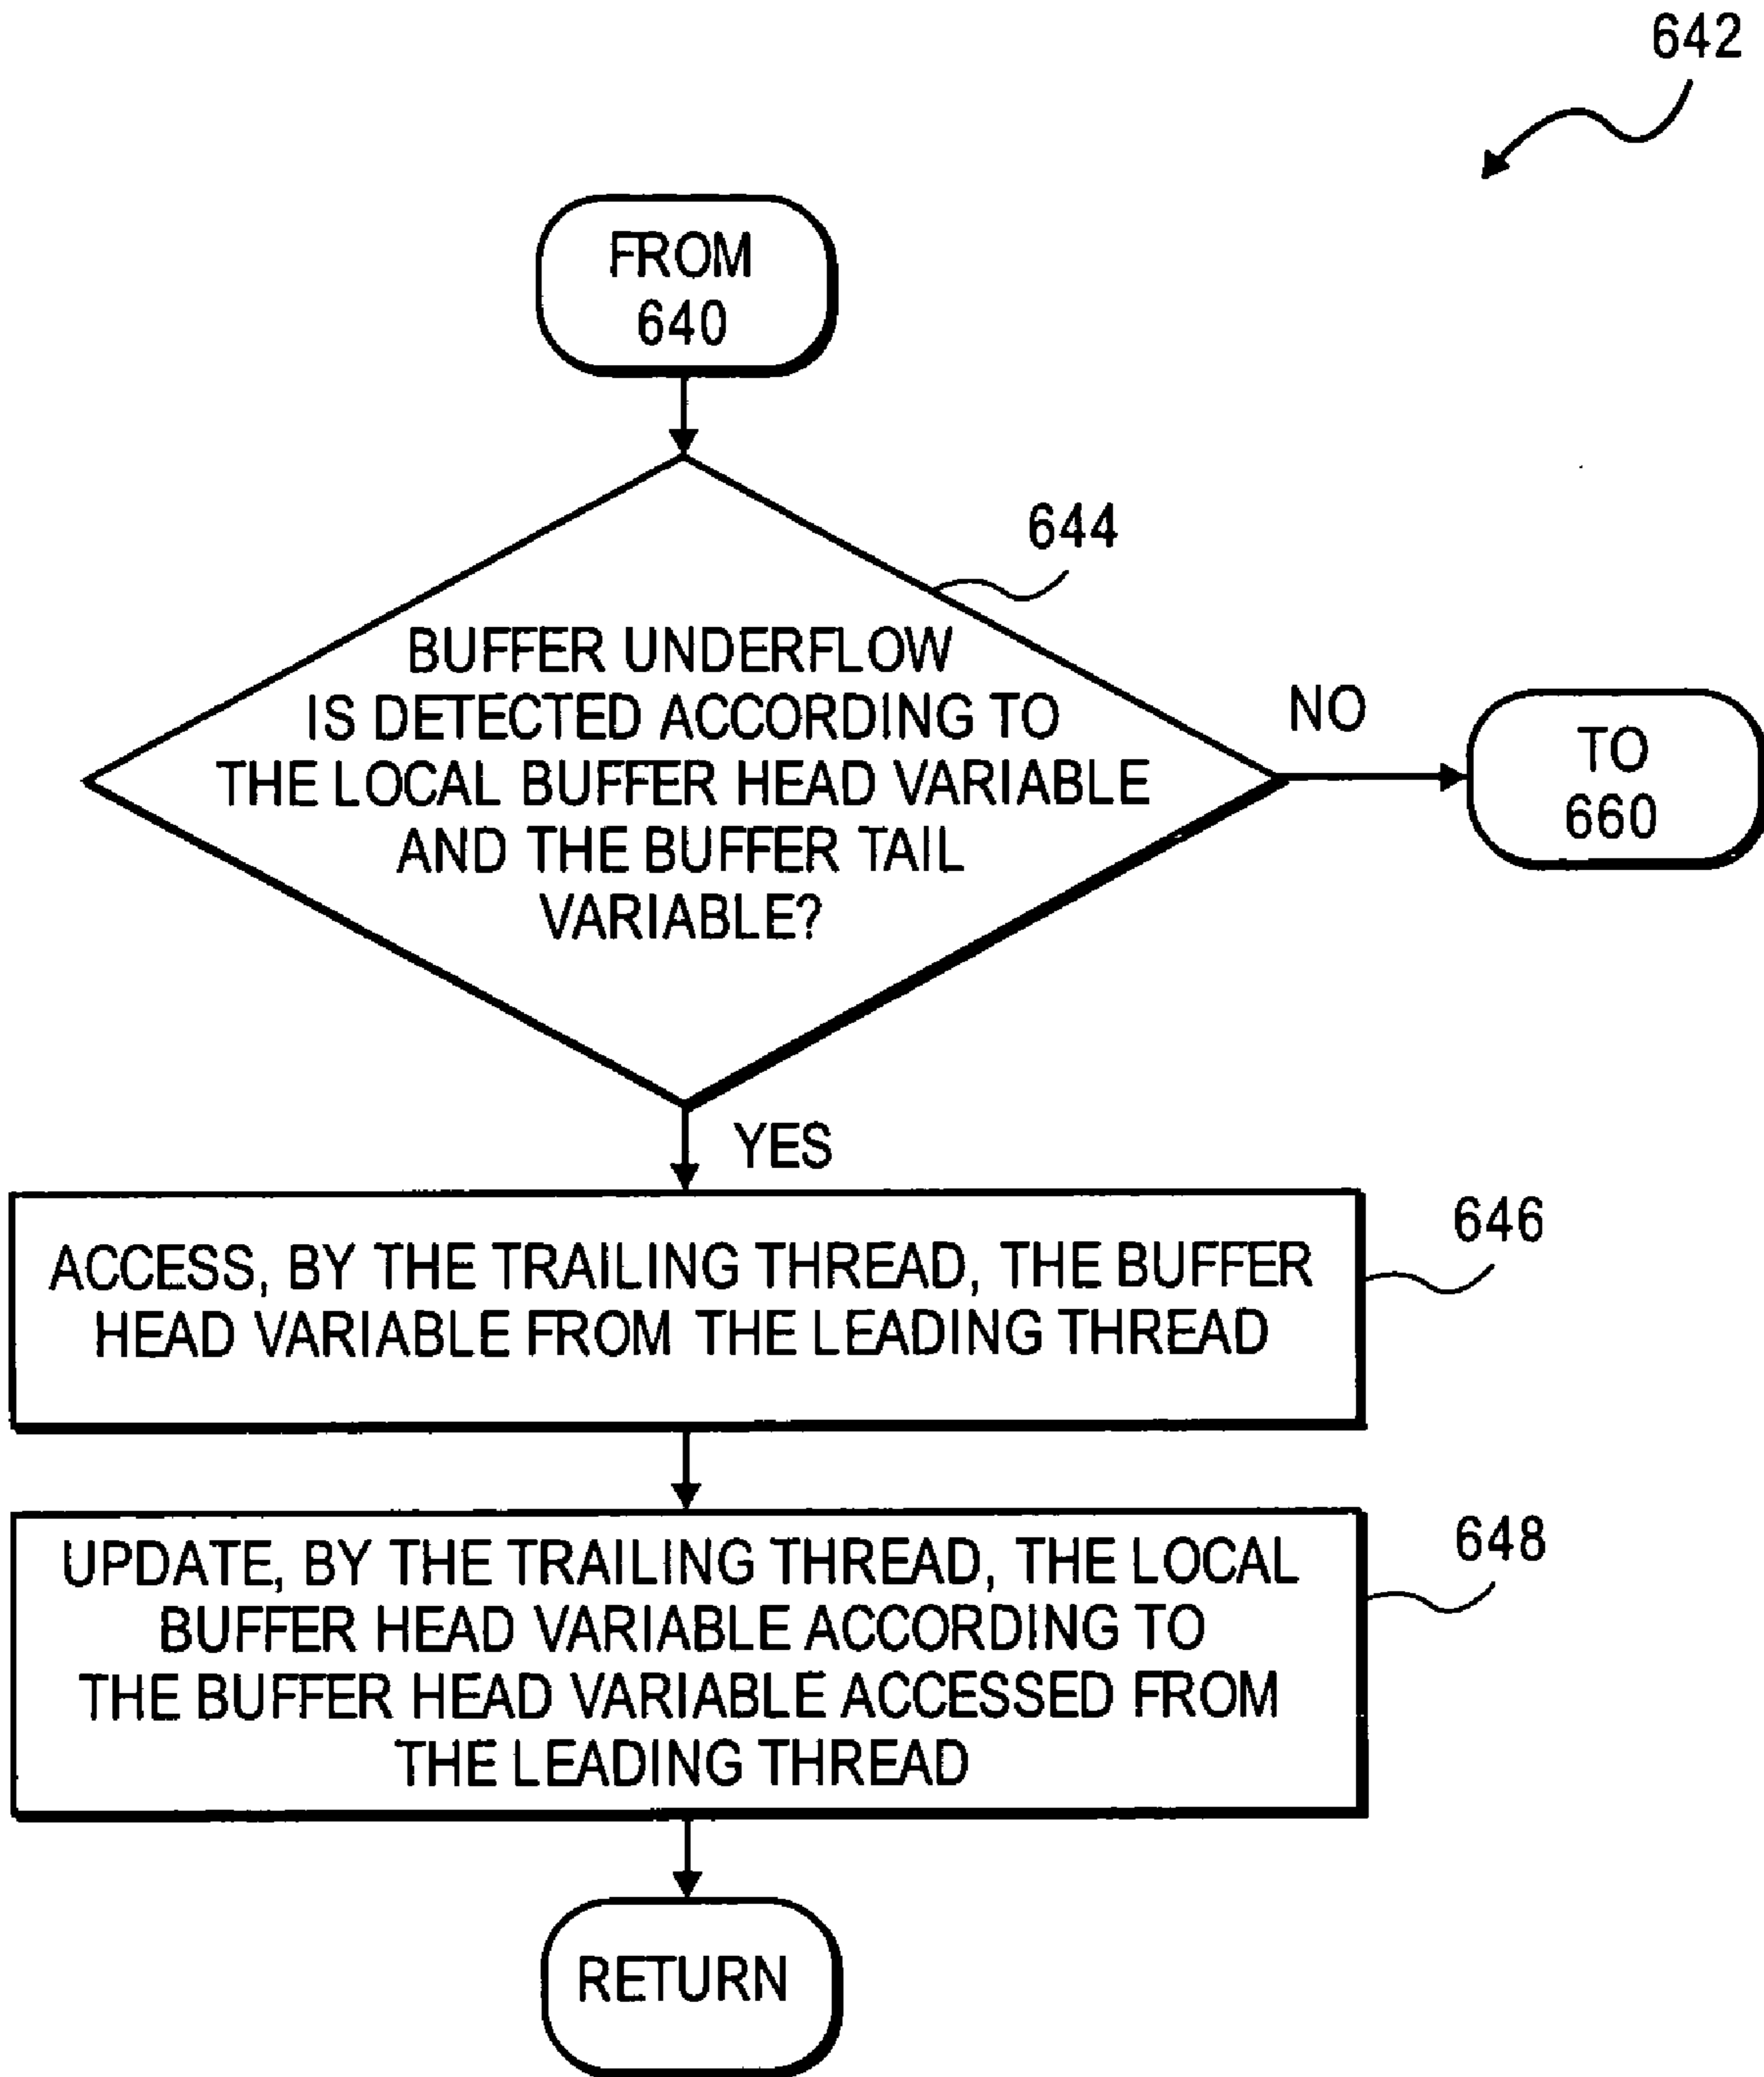 642
FROM
640
644
BUFFER UNDERFLOW
IS DETECTED ACCORDING TO
THE LOCAL BUFFER HEAD VARIABLE
AND THE BUFFER TAIL
VARIABLE?
NO
TO
660
YES
646
ACCESS, BY THE TRAILING THREAD, THE BUFFER
HEAD VARIABLE FROM THE LEADING THREAD
648
UPDATE, BY THE TRAILING THREAD, THE LOCAL
BUFFER HEAD VARIABLE ACCORDING TO
THE BUFFER HEAD VARIABLE ACCESSED FROM
THE LEADING THREAD
RETURN